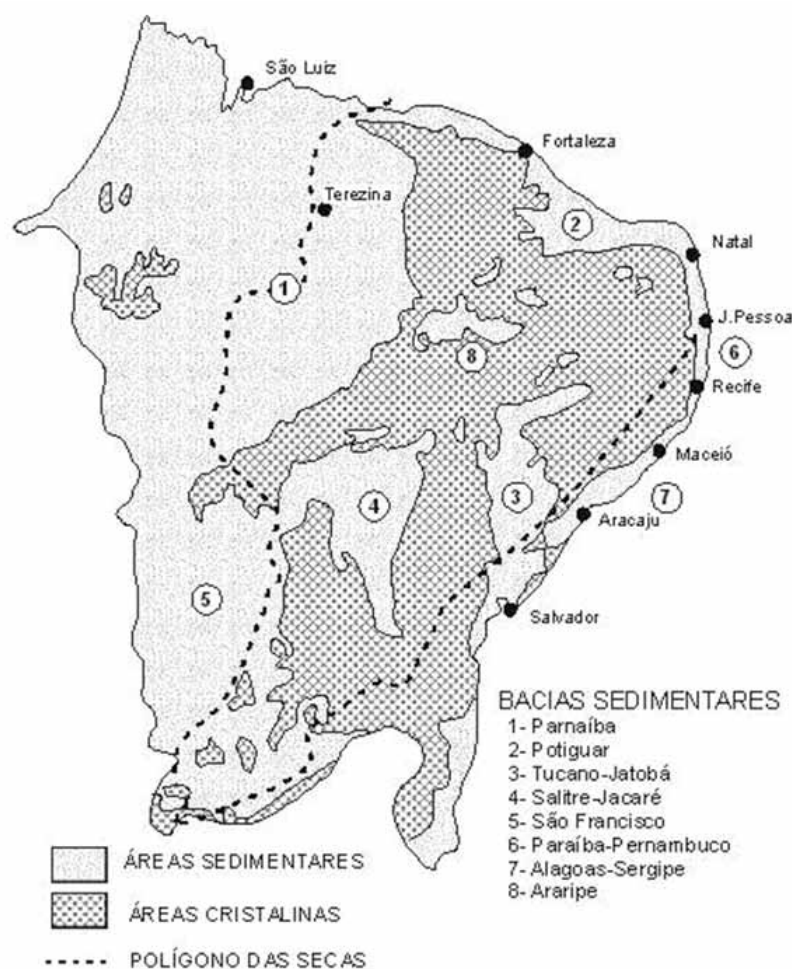 São Luiz
Fortaleza
Terezina
2
Natal
1
J.Pessoa
8
6
Recife
Maceió
4
3
7
Aracaju
5
Salvador
BACIAS SEDIMENTARES
1- Parnaíba
2- Potiguar
3- Tucano-Jatobá
4- Salitre-Jacaré
5- São Francisco
6- Paraíba-Pernambuco
7- Alagoas-Sergipe
8- Araripe
ÁREAS SEDIMENTARES
ÁREAS CRISTALINAS
POLÍGONO DAS SECAS